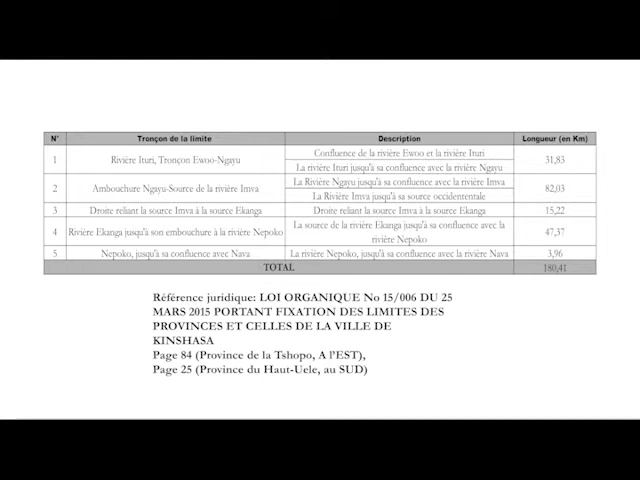 N° Tronçon de la limite Description Longueur (en Km)
1 Rivière Ituri, Tronçon Ewoo-Ngayu Confluence de la rivière Ewoo et la rivière Ituri 31,83
La rivière Ituri jusqu'à sa confluence avec la rivière Ngayu
2 Ambouchure Ngayu-Source de la rivière Imva La Rivière Ngayu jusqu'à sa confluence avec la rivière Imva 82,03
La Rivière Imva jusqu'à sa source occidententale
3 Droite reliant la source Imva à la source Ekanga Droite reliant la source Imva à la source Ekanga 15,22
4 Rivière Ekanga jusqu'à son embouchure à la rivière Nepoko La source de la rivière Ekanga jusqu'à sa confluence avec la 47,37
rivière Nepoko
5 Nepoko, jusqu'à sa confluence avec Nava La rivière Nepoko, jusqu'à sa confluence avec la rivière Nava 3,96
TOTAL 180,41
Référence juridique: LOI ORGANIQUE No 15/006 DU 25
MARS 2015 PORTANT FIXATION DES LIMITES DES
PROVINCES ET CELLES DE LA VILLE DE
KINSHASA
Page 84 (Province de la Tshopo, A l'EST),
Page 25 (Province du Haut-Uele, au SUD)